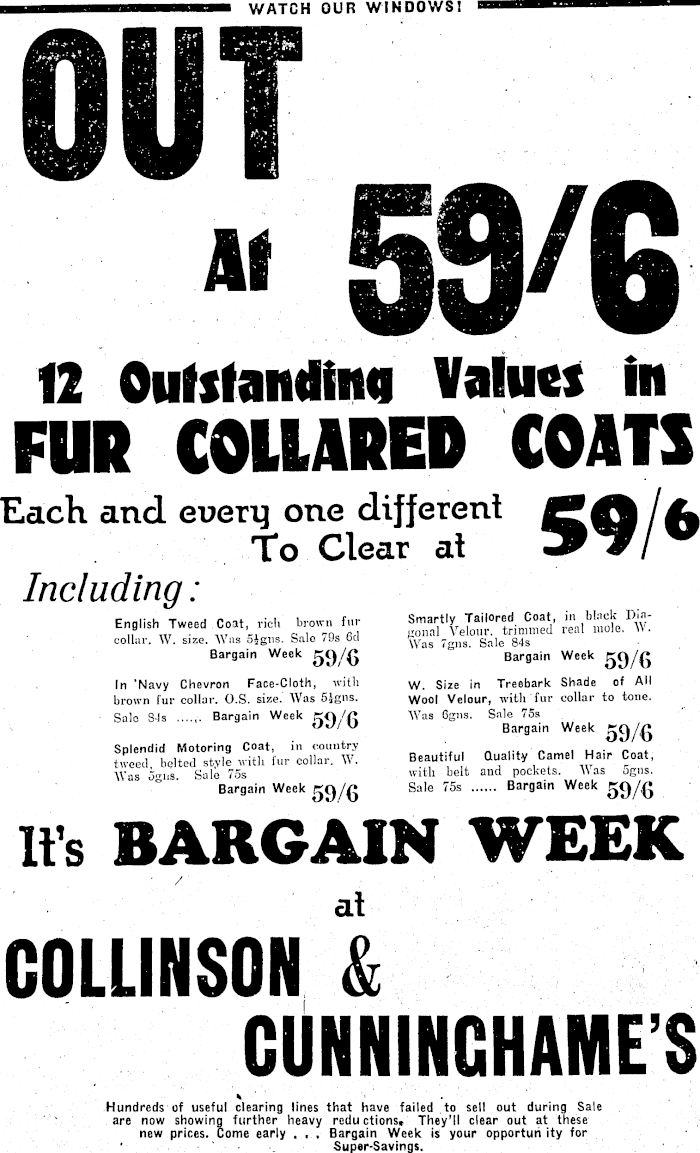 WATCH OUR WINDOWS!
OUT
At 59/6
12 Outstanding Values in
FUR COLLARED COATS
Each and every one different
To Clear at 59/6
Including:
English Tweed Coat, rich brown fur
collar. W. size. Was 5½gns. Sale 79s 6d
Bargain Week 59/6
In 'Navy Chevron Face-Cloth, with
brown fur collar. O.S. size. Was 5½gns.
Sale 84s ...... Bargain Week 59/6
Splendid Motoring Coat, in country
tweed, belted style with fur collar. W.
Was 5gns. Sale 75s
Bargain Week 59/6
Smartly Tailored Coat, in black Dia-
gonal Velour, trimmed real mole. W.
Was 7gns. Sale 84s
Bargain Week 59/6
W. Size in Treebark Shade of All
Wool Velour, with fur collar to tone.
Was 6gns. Sale 75s
Bargain Week 59/6
Beautiful Quality Camel Hair Coat,
with belt and pockets. Was 5gns.
Sale 75s ...... Bargain Week 59/6
It's BARGAIN WEEK
at
COLLINSON &
CUNNINGHAME'S
Hundreds of useful clearing lines that have failed to sell out during Sale
are now showing further heavy reductions. They'll clear out at these
new prices. Come early . . . Bargain Week is your opportunity for
Super-Savings.